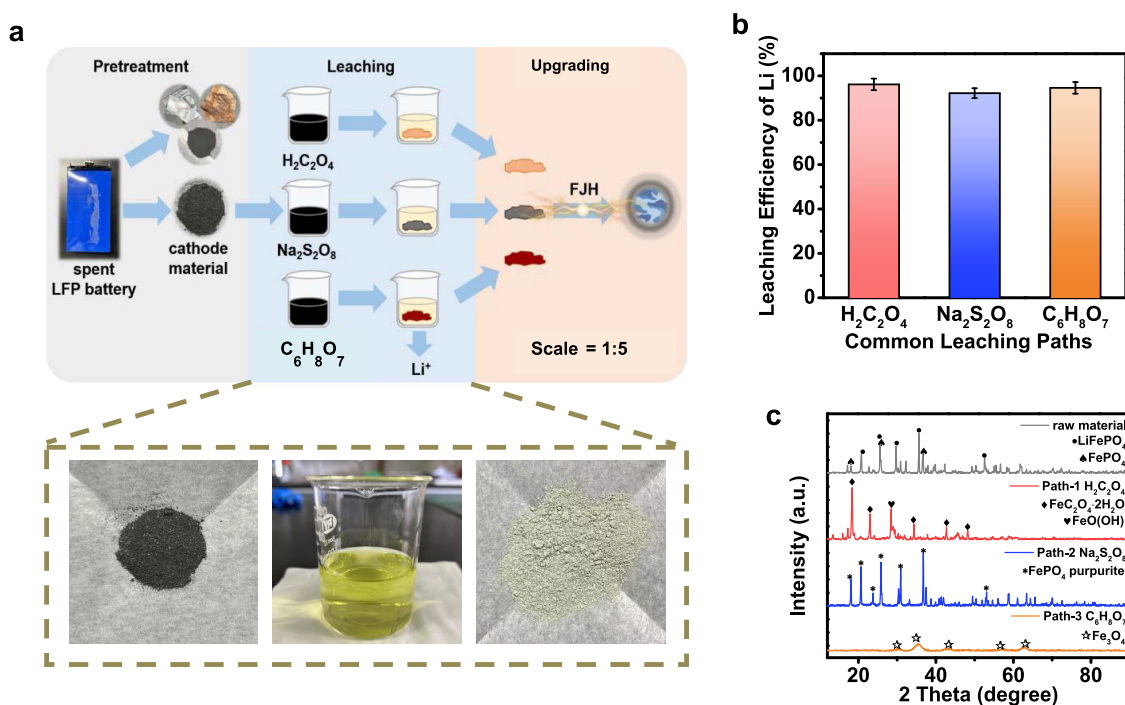 a
Pretreatment
Leaching
Upgrading
H₂C₂O₄
FJH
Na₂S₂O₈
cathode
material
spent
LFP battery
C₆H₈O₇
Scale = 1:5
Li⁺
b
Leaching Efficiency of Li (%)
100
80
60
40
20
0
H₂C₂O₄
Na₂S₂O₈
C₆H₈O₇
Common Leaching Paths
c
Intensity (a.u.)
raw material
•LiFePO₄
♠FePO₄
Path-1 H₂C₂O₄
♦FeC₂O₄·2H₂O
♥FeO(OH)
Path-2 Na₂S₂O₈
*FePO₄ purpurite
Path-3 C₆H₈O₇
☆Fe₃O₄
20
40
60
80
2 Theta (degree)